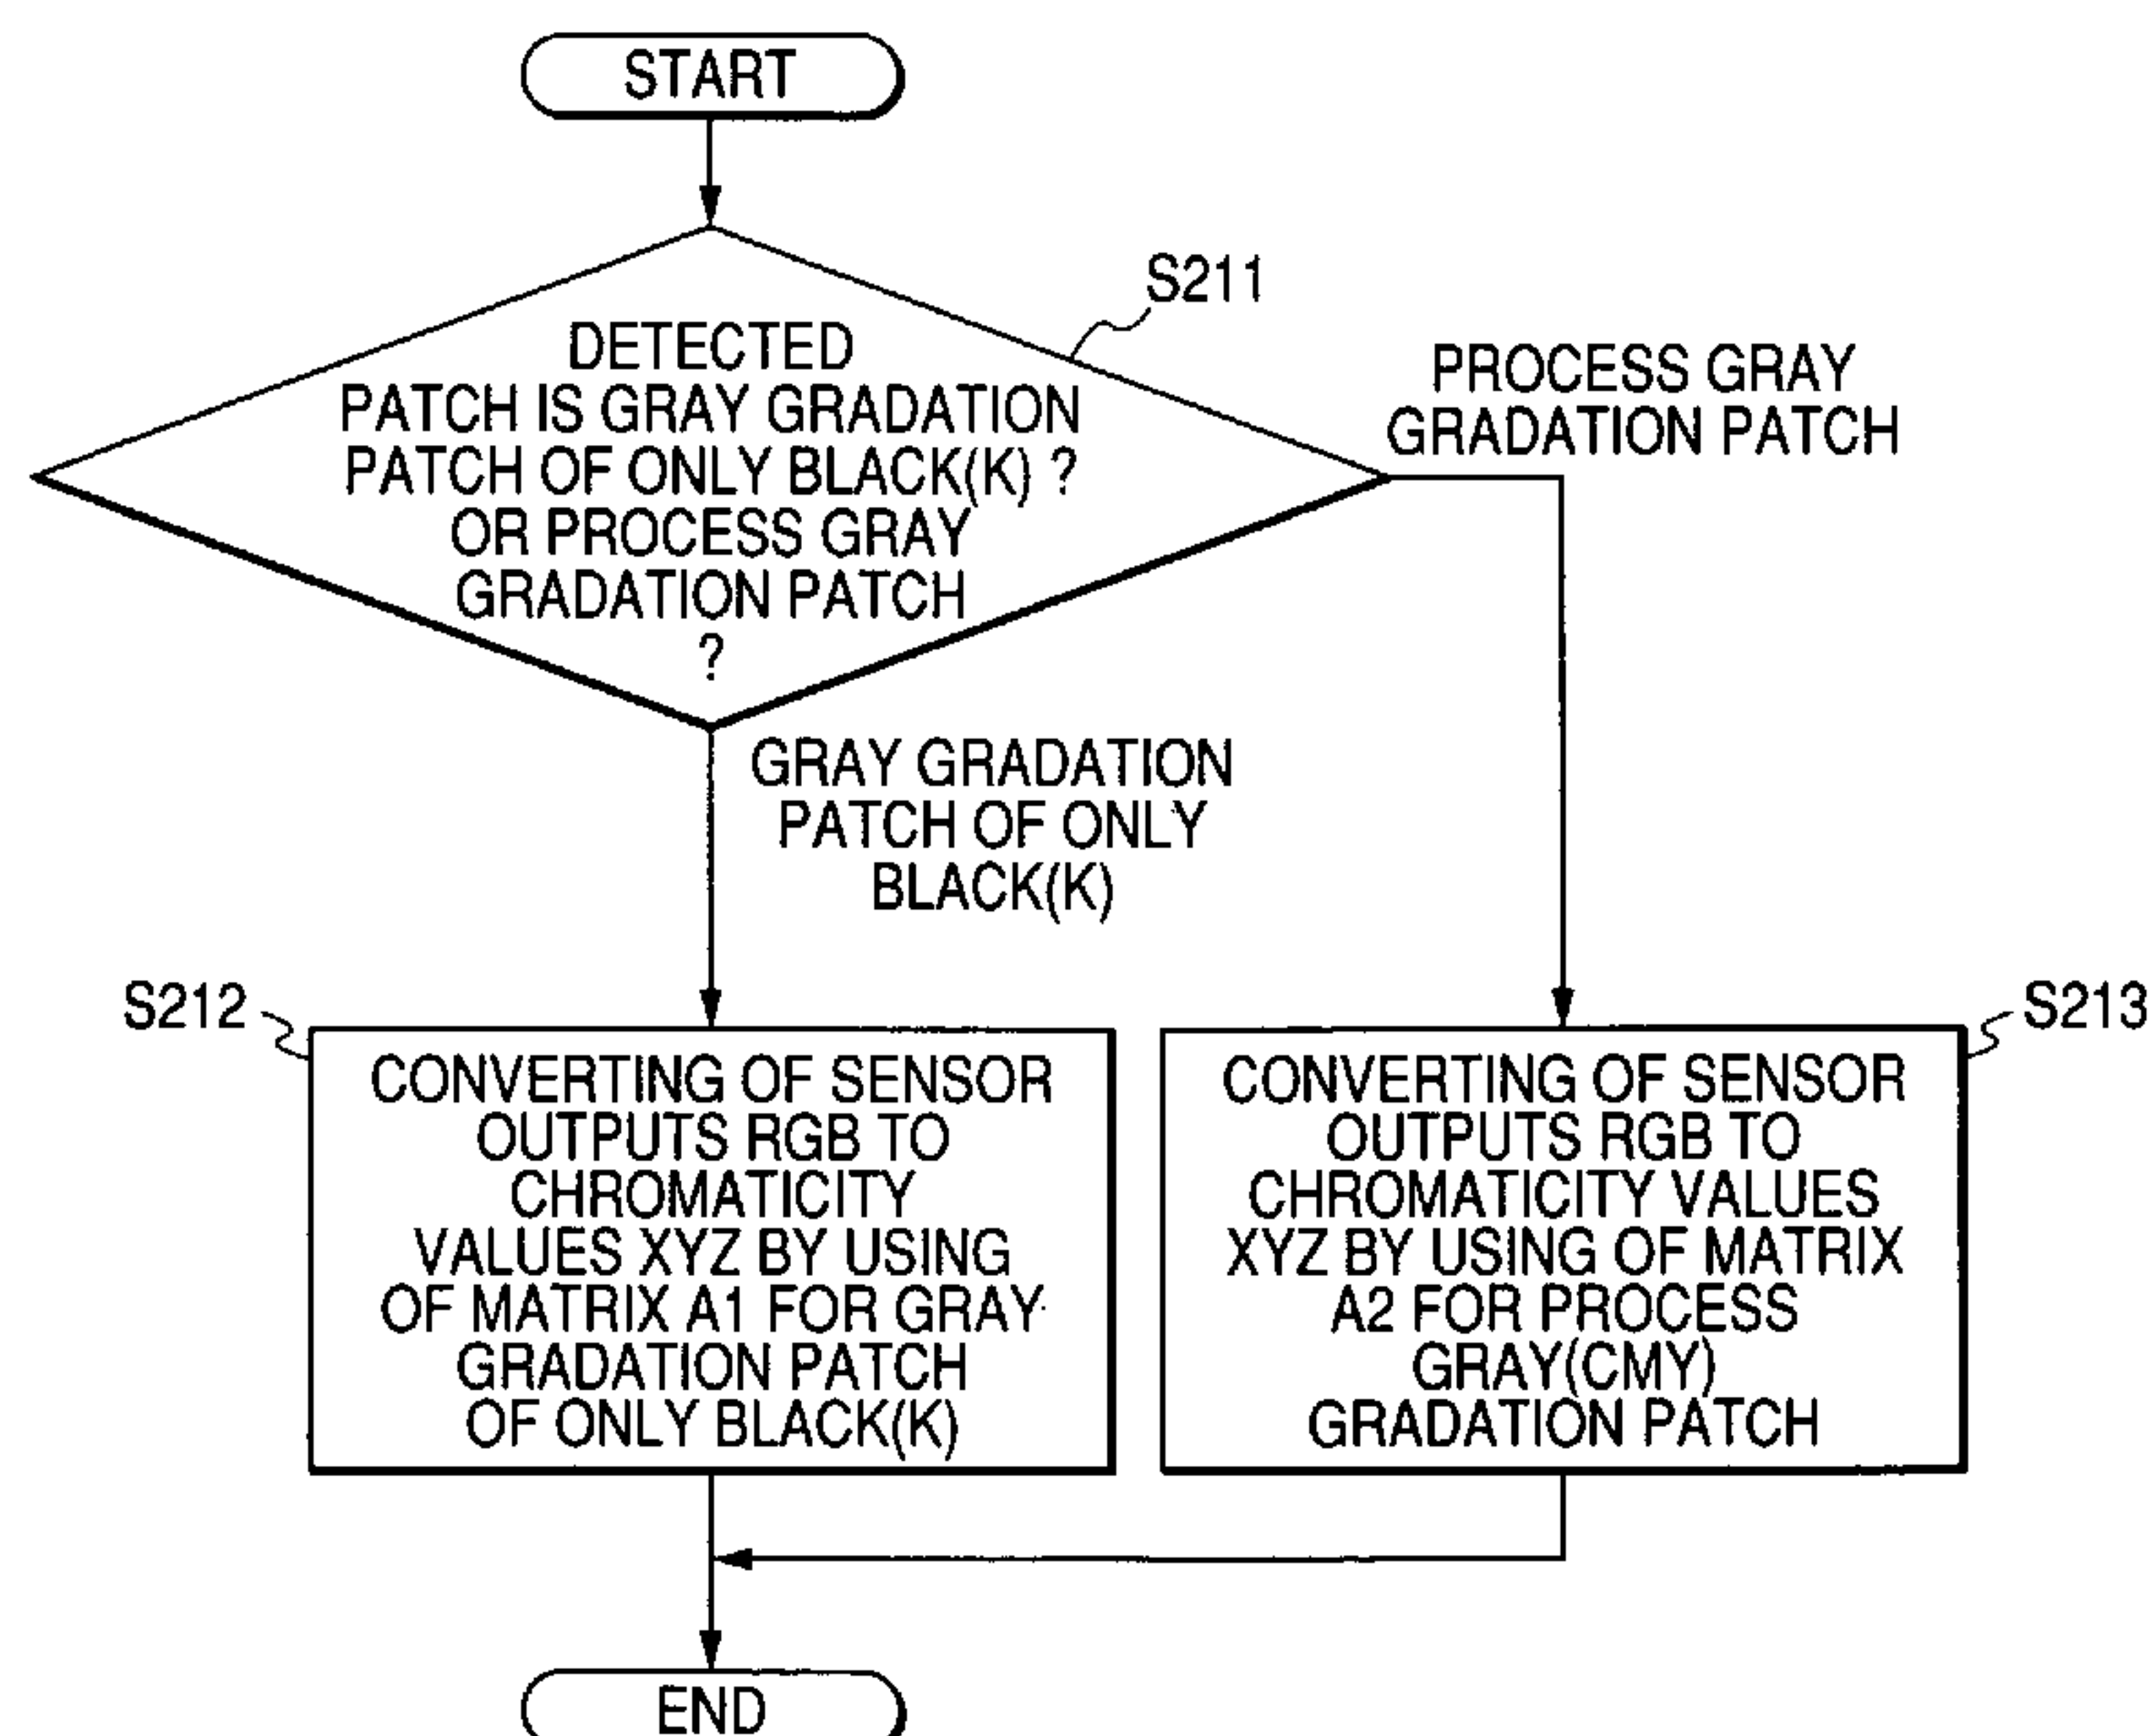 START
S211
DETECTED
PATCH IS GRAY GRADATION
PATCH OF ONLY BLACK(K) ?
OR PROCESS GRAY
GRADATION PATCH
?
PROCESS GRAY
GRADATION PATCH
GRAY GRADATION
PATCH OF ONLY
BLACK(K)
S212
CONVERTING OF SENSOR
OUTPUTS RGB TO
CHROMATICITY
VALUES XYZ BY USING
OF MATRIX A1 FOR GRAY
GRADATION PATCH
OF ONLY BLACK(K)
S213
CONVERTING OF SENSOR
OUTPUTS RGB TO
CHROMATICITY VALUES
XYZ BY USING OF MATRIX
A2 FOR PROCESS
GRAY(CMY)
GRADATION PATCH
END